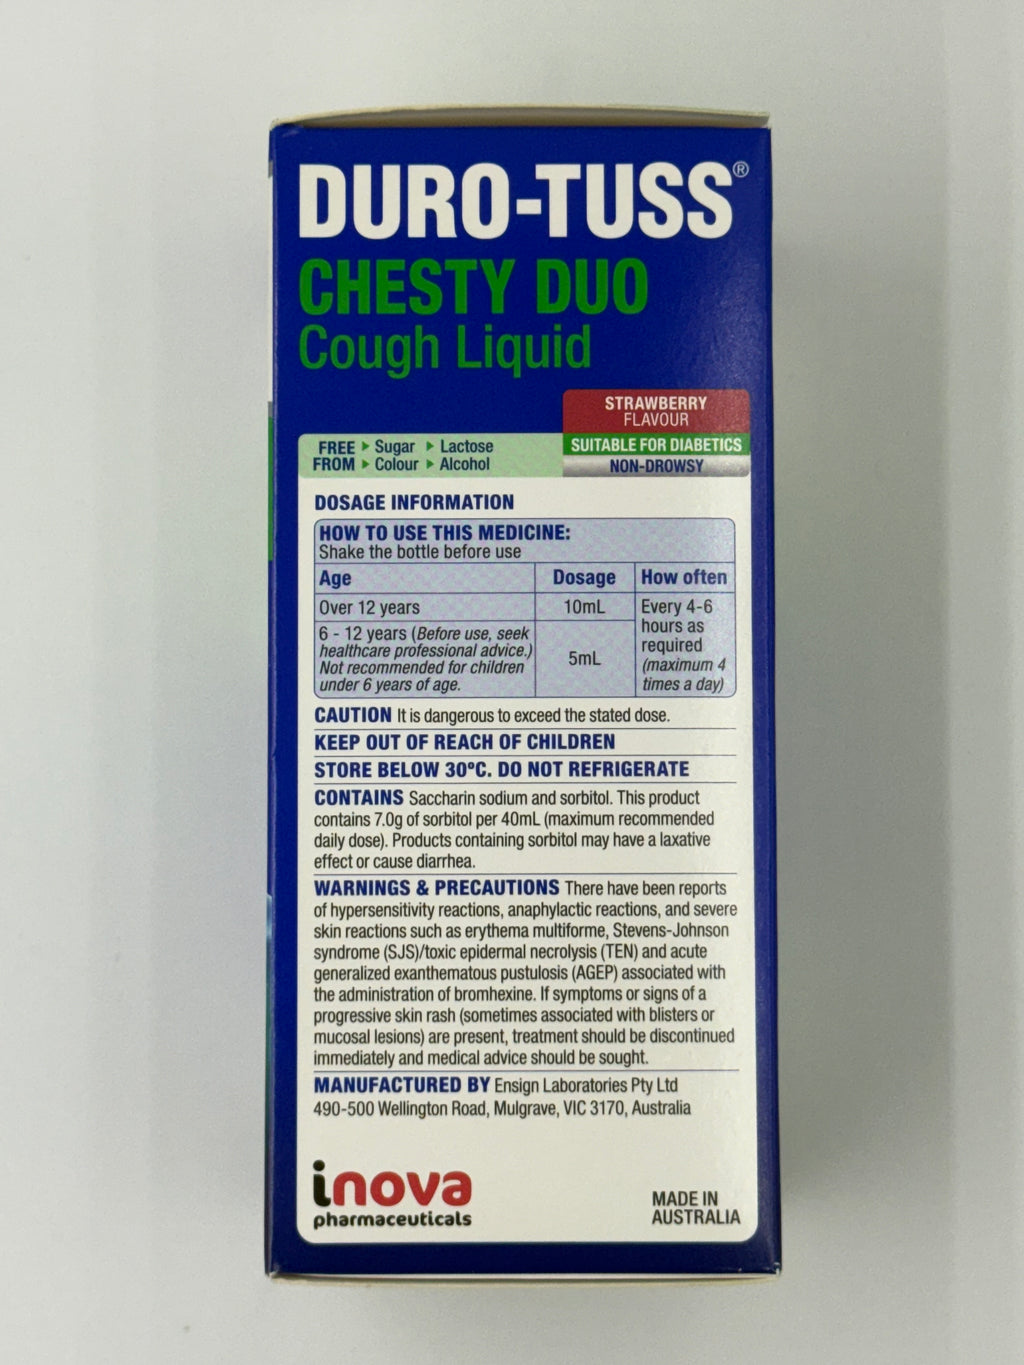 DURO-TUSS®
CHESTY DUO
Cough Liquid
STRAWBERRY
FLAVOUR
SUITABLE FOR DIABETICS
NON-DROWSY
FREE ▸ Sugar ▸ Lactose
FROM ▸ Colour ▸ Alcohol
DOSAGE INFORMATION
HOW TO USE THIS MEDICINE:
Shake the bottle before use
Age Dosage How often
Over 12 years 10mL
6 - 12 years (Before use, seek
healthcare professional advice.)
Not recommended for children
under 6 years of age.
5mL
Every 4-6
hours as
required
(maximum 4
times a day)
CAUTION It is dangerous to exceed the stated dose.
KEEP OUT OF REACH OF CHILDREN
STORE BELOW 30ºC. DO NOT REFRIGERATE
CONTAINS Saccharin sodium and sorbitol. This product
contains 7.0g of sorbitol per 40mL (maximum recommended
daily dose). Products containing sorbitol may have a laxative
effect or cause diarrhea.
WARNINGS & PRECAUTIONS There have been reports
of hypersensitivity reactions, anaphylactic reactions, and severe
skin reactions such as erythema multiforme, Stevens-Johnson
syndrome (SJS)/toxic epidermal necrolysis (TEN) and acute
generalized exanthematous pustulosis (AGEP) associated with
the administration of bromhexine. If symptoms or signs of a
progressive skin rash (sometimes associated with blisters or
mucosal lesions) are present, treatment should be discontinued
immediately and medical advice should be sought.
MANUFACTURED BY Ensign Laboratories Pty Ltd
490-500 Wellington Road, Mulgrave, VIC 3170, Australia
inova
pharmaceuticals
MADE IN
AUSTRALIA